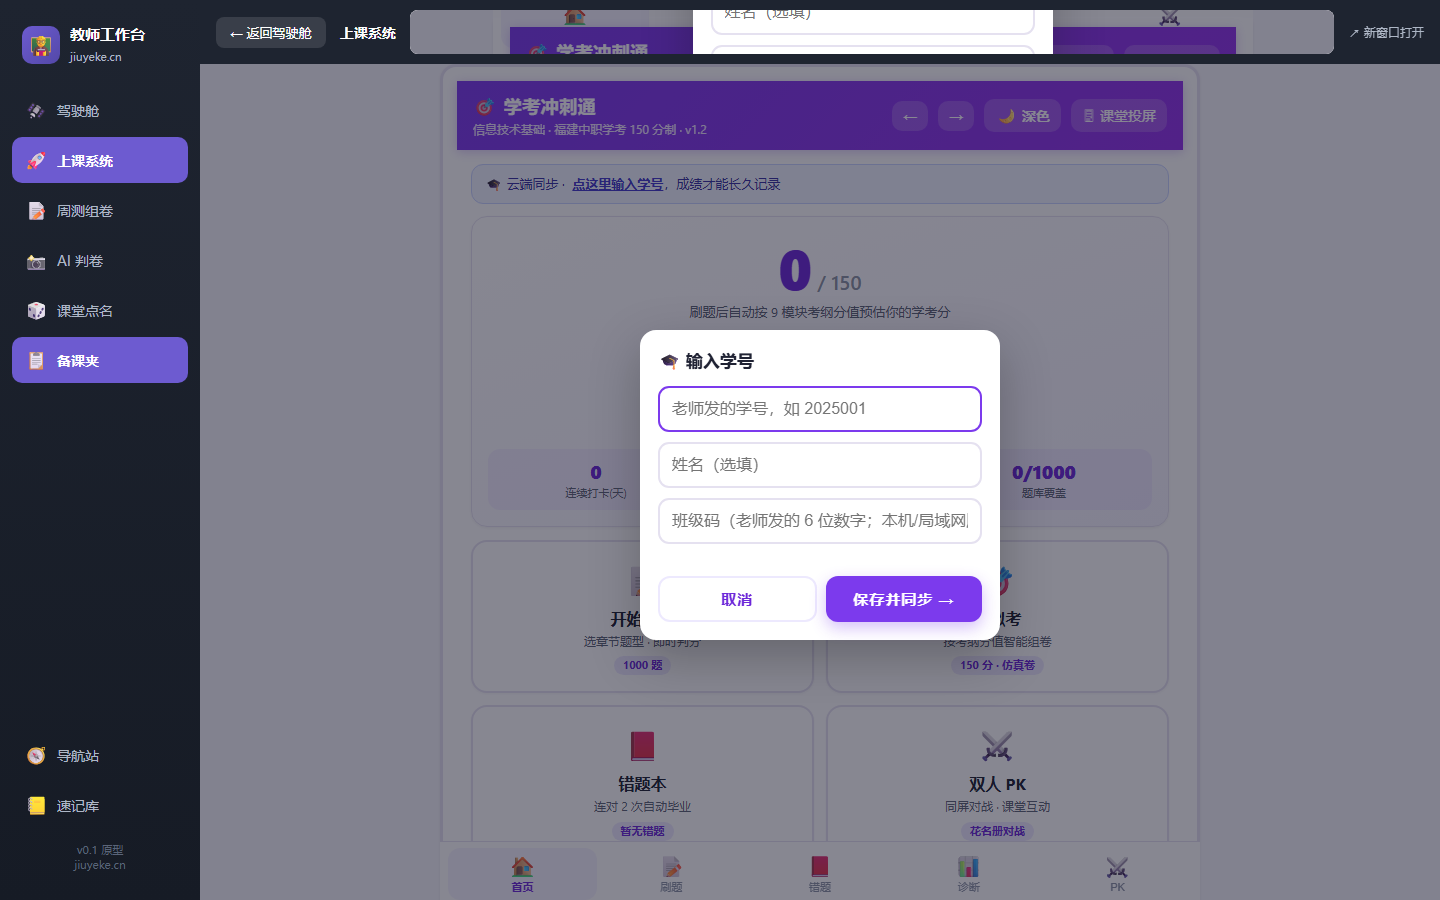 教师工作台
jiuyeke.cn
驾驶舱
上课系统
周测组卷
AI 判卷
课堂点名
备课夹
导航站
速记库
v0.1 原型
jiuyeke.cn
← 返回驾驶舱
上课系统
姓名（选填）
学考冲刺通
↗ 新窗口打开
学考冲刺通
信息技术基础 · 福建中职学考 150 分制 · v1.2
←
→
深色
课堂投屏
云端同步 · 点这里输入学号，成绩才能长久记录
0 / 150
刷题后自动按 9 模块考纲分值预估你的学考分
输入学号
老师发的学号，如 2025001
姓名（选填）
班级码（老师发的 6 位数字；本机/局域网
取消
保存并同步 →
0
连续打卡(天)
0/1000
题库覆盖
开始
选章节题型 · 即时判分
1000 题
拟考
按考纲分值智能组卷
150 分 · 仿真卷
错题本
连对 2 次自动毕业
暂无错题
双人 PK
同屏对战 · 课堂互动
花名册对战
首页
刷题
错题
诊断
PK